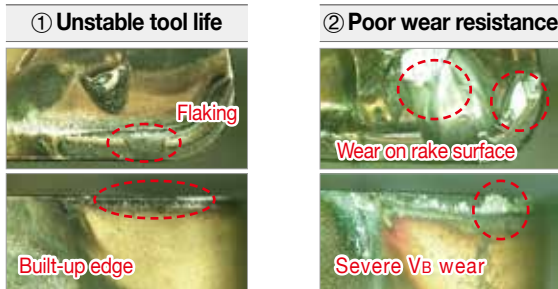 ① Unstable tool life
Flaking
Built-up edge
② Poor wear resistance
Wear on rake surface
Severe VB wear